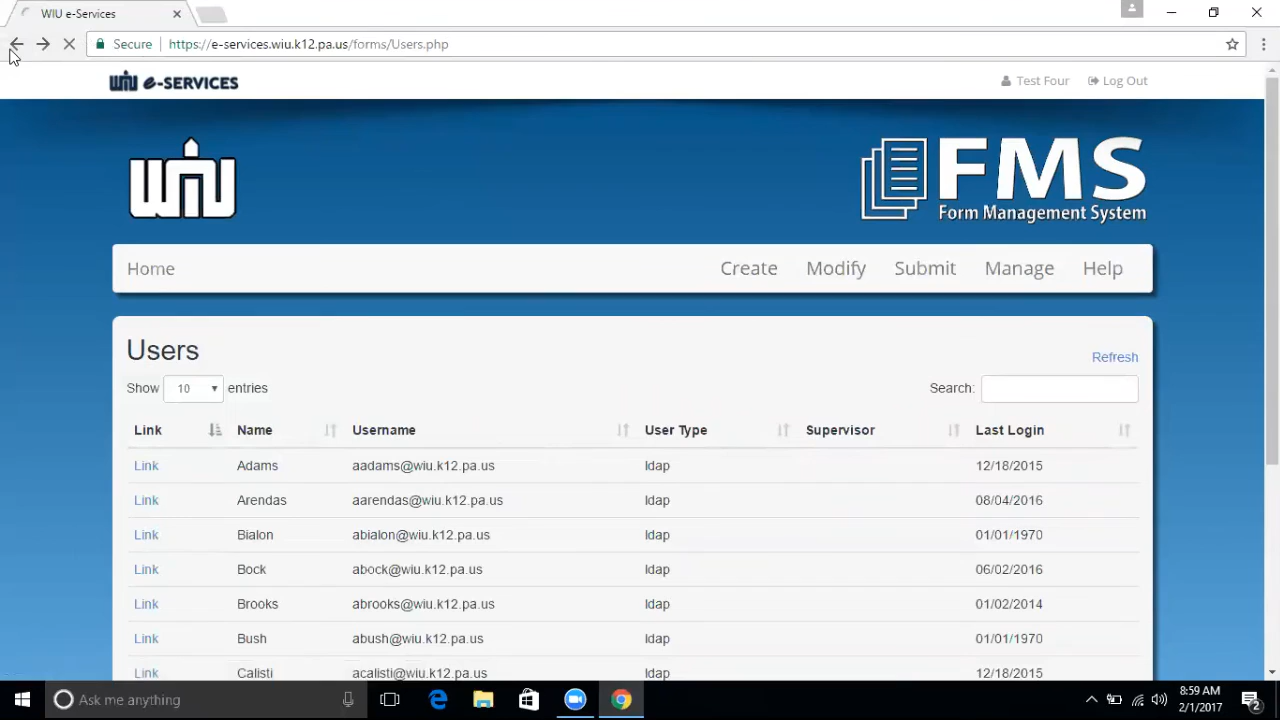 WIU e-Services
Secure https://e-services.wiu.k12.pa.us/forms/Users.php
WIU e-SERVICES Test Four Log Out
WIU
FMS
Form Management System
Home Create Modify Submit Manage Help
Users
Refresh
Show 10 entries Search:
Link Name Username User Type Supervisor Last Login
Link Adams aadams@wiu.k12.pa.us ldap 12/18/2015
Link Arendas aarendas@wiu.k12.pa.us ldap 08/04/2016
Link Bialon abialon@wiu.k12.pa.us ldap 01/01/1970
Link Bock abock@wiu.k12.pa.us ldap 06/02/2016
Link Brooks abrooks@wiu.k12.pa.us ldap 01/02/2014
Link Bush abush@wiu.k12.pa.us ldap 01/01/1970
Link Calisti acalisti@wiu.k12.pa.us ldap 12/18/2015
Ask me anything
8:59 AM
2/1/2017
2